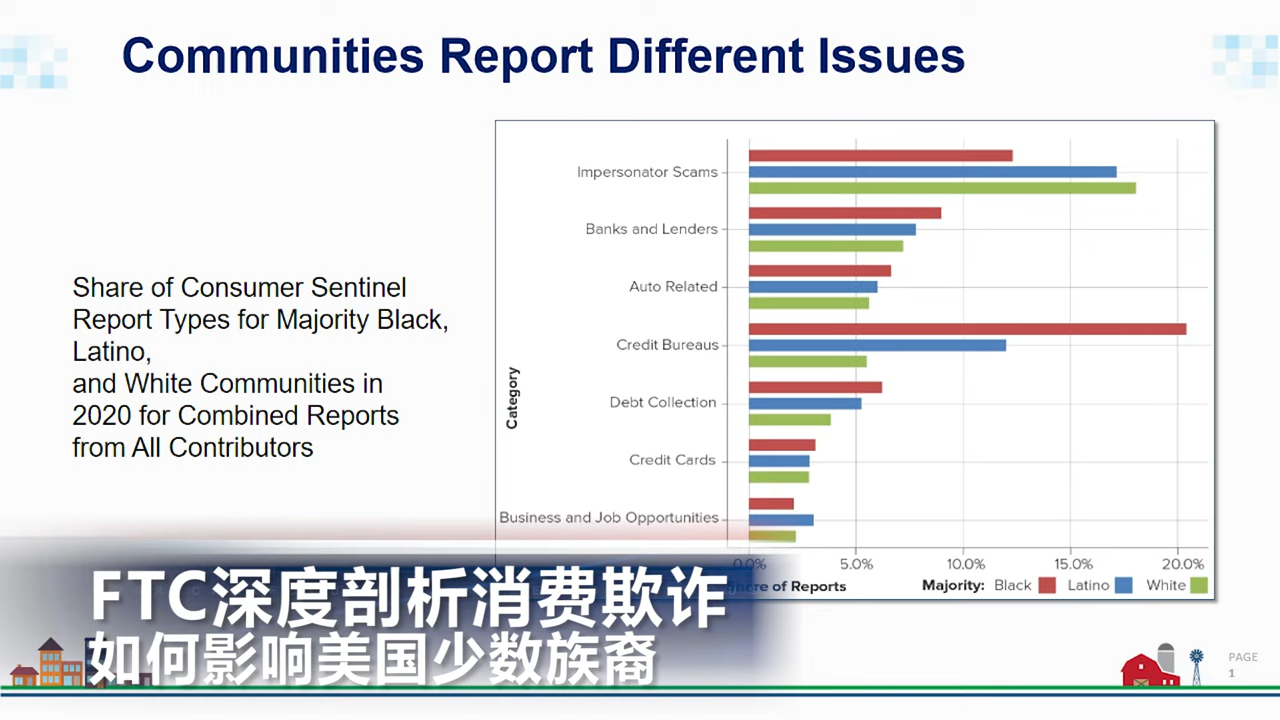 Communities Report Different Issues
Share of Consumer Sentinel
Report Types for Majority Black,
Latino,
and White Communities in
2020 for Combined Reports
from All Contributors
Category
Impersonator Scams
Banks and Lenders
Auto Related
Credit Bureaus
Debt Collection
Credit Cards
Business and Job Opportunities
0.0% 5.0% 10.0% 15.0% 20.0%
Share of Reports Majority: Black Latino White
FTC深度剖析消费欺诈
如何影响美国少数族裔
PAGE
1